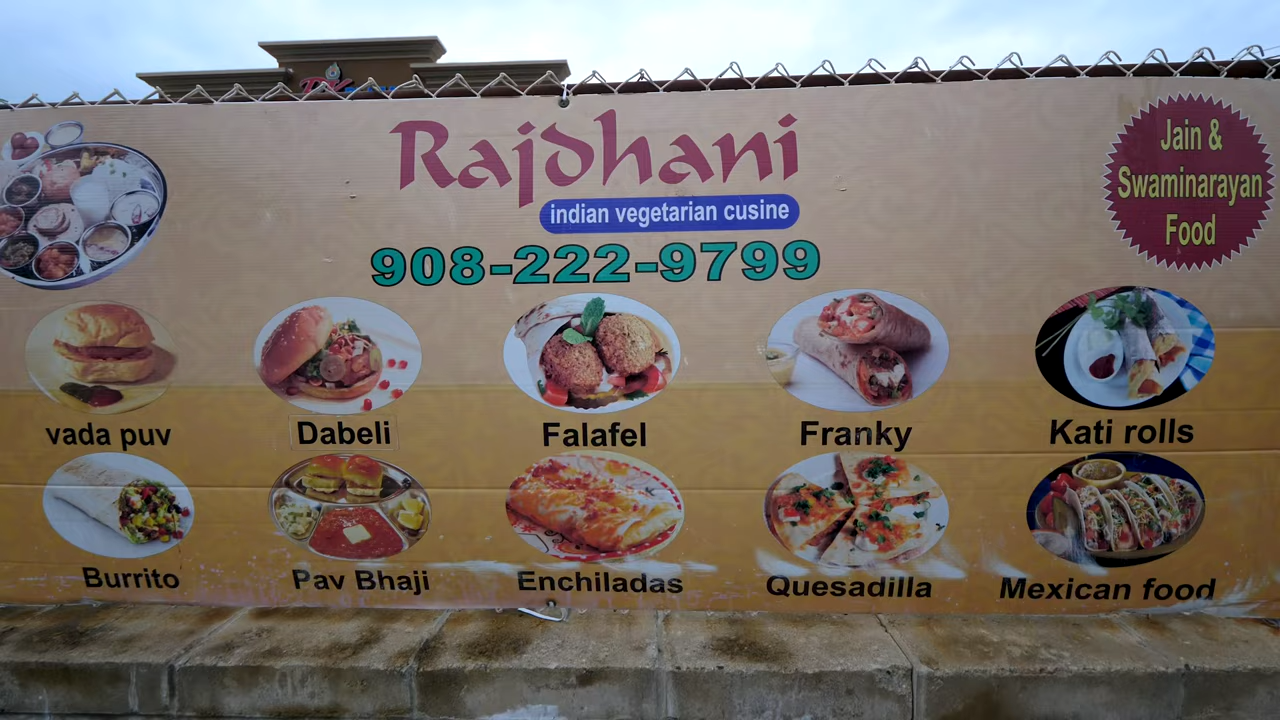 Rajdhani
indian vegetarian cusine
908-222-9799
Jain &
Swaminarayan
Food
vada puv
Dabeli
Falafel
Franky
Kati rolls
Burrito
Pav Bhaji
Enchiladas
Quesadilla
Mexican food